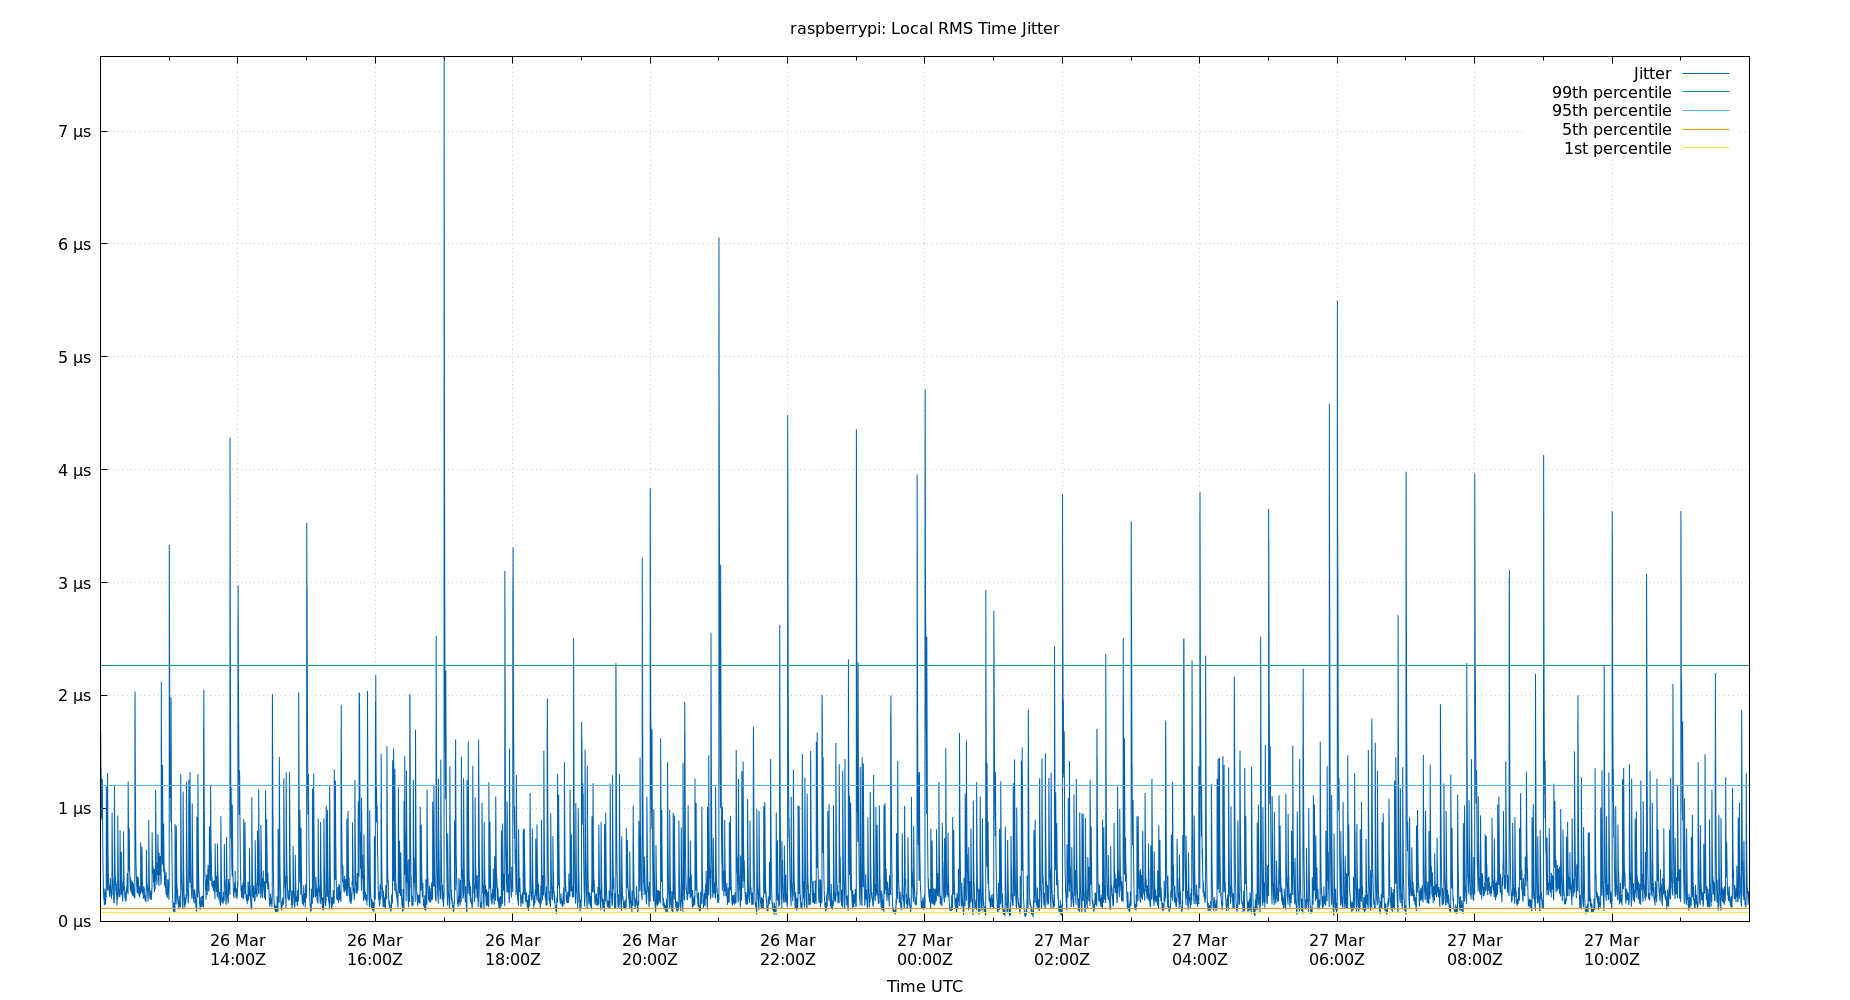 raspberrypi: Local RMS Time Jitter
Jitter
99th percentile
95th percentile
5th percentile
1st percentile
7 µs
6 µs
5 µs
4 µs
3 µs
2 µs
1 µs
0 µs
26 Mar 26 Mar 26 Mar 26 Mar 26 Mar 27 Mar 27 Mar 27 Mar 27 Mar 27 Mar 27 Mar
14:00Z 16:00Z 18:00Z 20:00Z 22:00Z 00:00Z 02:00Z 04:00Z 06:00Z 08:00Z 10:00Z
Time UTC